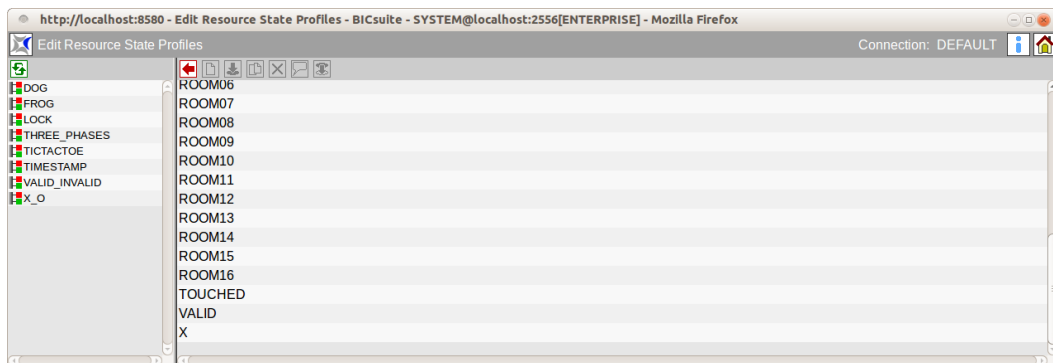 http://localhost:8580 - Edit Resource State Profiles - BICsuite - SYSTEM@localhost:2556[ENTERPRISE] - Mozilla Firefox
Edit Resource State Profiles
Connection: DEFAULT
DOG
FROG
LOCK
THREE_PHASES
TICTACTOE
TIMESTAMP
VALID_INVALID
X_O
ROOM06
ROOM07
ROOM08
ROOM09
ROOM10
ROOM11
ROOM12
ROOM13
ROOM14
ROOM15
ROOM16
TOUCHED
VALID
X